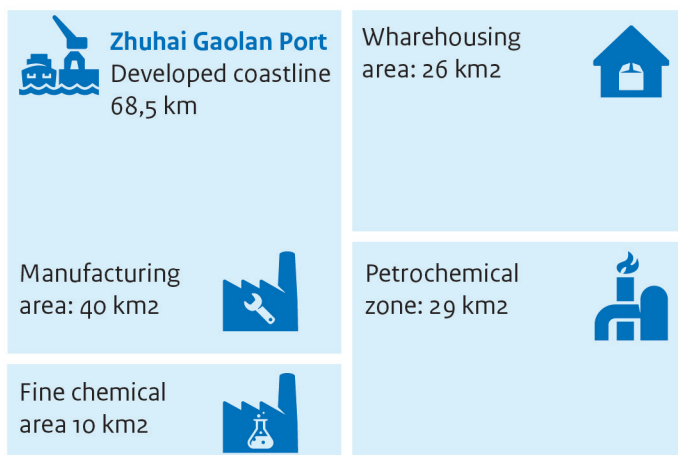 Zhuhai Gaolan Port
Developed coastline
68,5 km
Manufacturing
area: 40 km2
Fine chemical
area 10 km2
Wharehousing
area: 26 km2
Petrochemical
zone: 29 km2